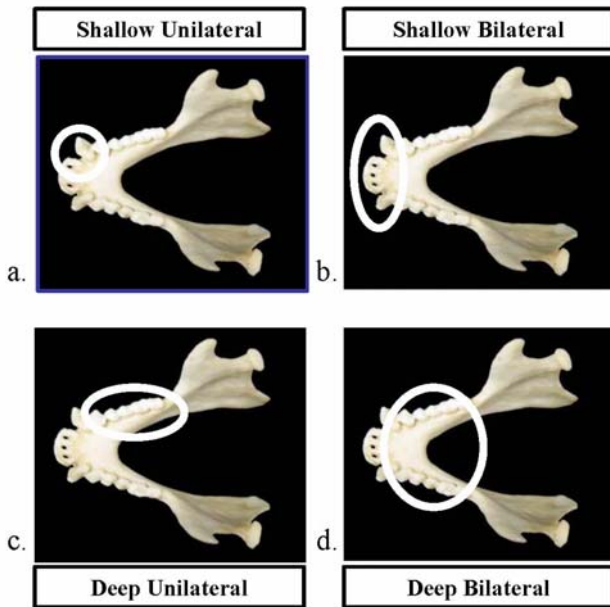 Shallow Unilateral
Shallow Bilateral
a.
b.
c.
d.
Deep Unilateral
Deep Bilateral